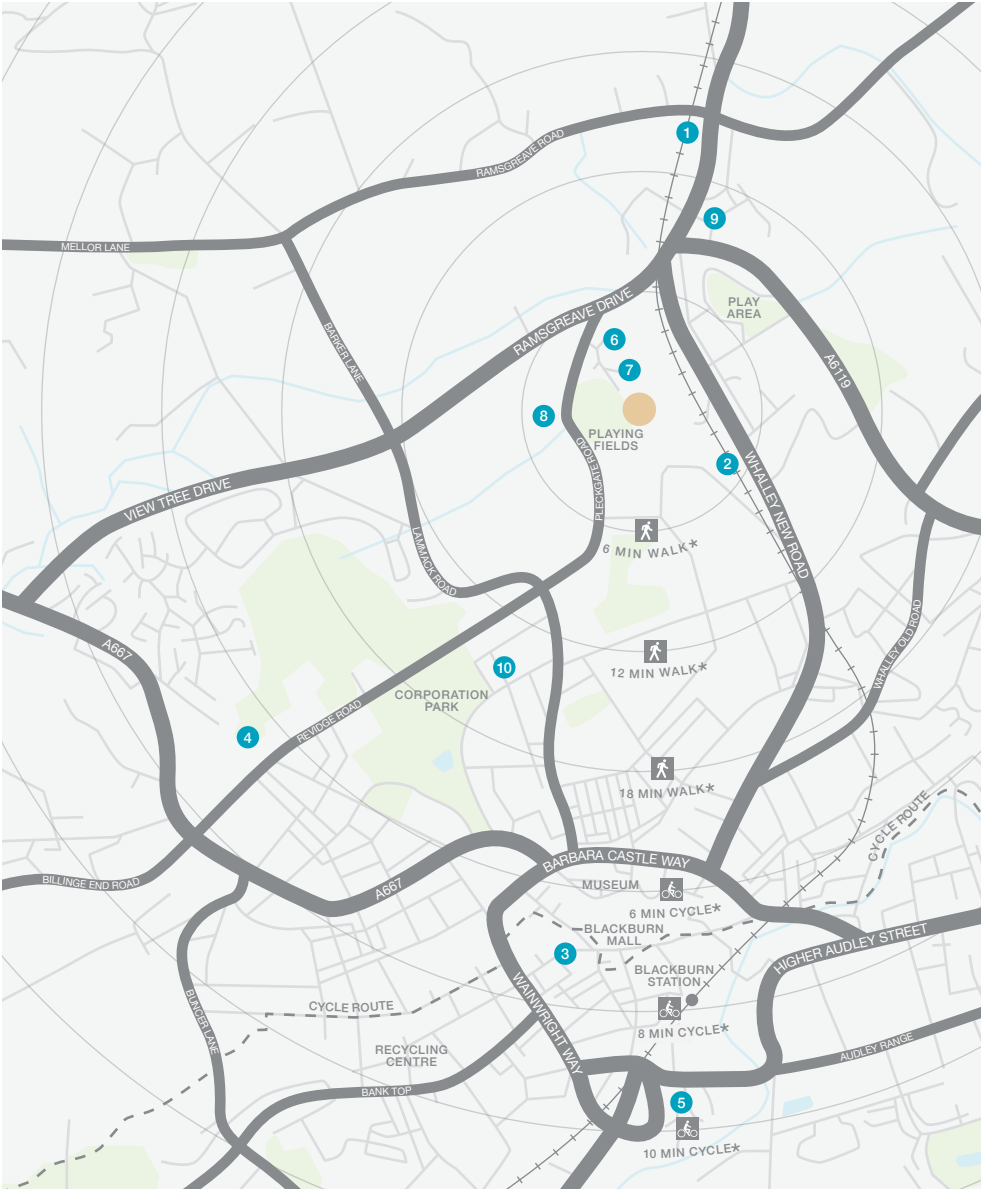 1
RAMSGREAVE ROAD
9
MELLOR LANE
PLAY
AREA
RAMSGREAVE DRIVE
6
BARKER LANE
7
A6119
8
PLAYING
FIELDS
2
PLECKGATE ROAD
VIEW TREE DRIVE
WHALLEY NEW ROAD
6 MIN WALK*
LAMMACK ROAD
A667
WHALLEY OLD ROAD
10
12 MIN WALK*
CORPORATION
PARK
REVIDGE ROAD
4
18 MIN WALK*
CYCLE ROUTE
BARBARA CASTLE WAY
BILLINGE END ROAD
A667
MUSEUM
6 MIN CYCLE*
BLACKBURN
MALL
3
HIGHER AUDLEY STREET
BLACKBURN
STATION
CYCLE ROUTE
WAINWRIGHT WAY
BUNCER LANE
8 MIN CYCLE*
RECYCLING
CENTRE
AUDLEY RANGE
BANK TOP
5
10 MIN CYCLE*